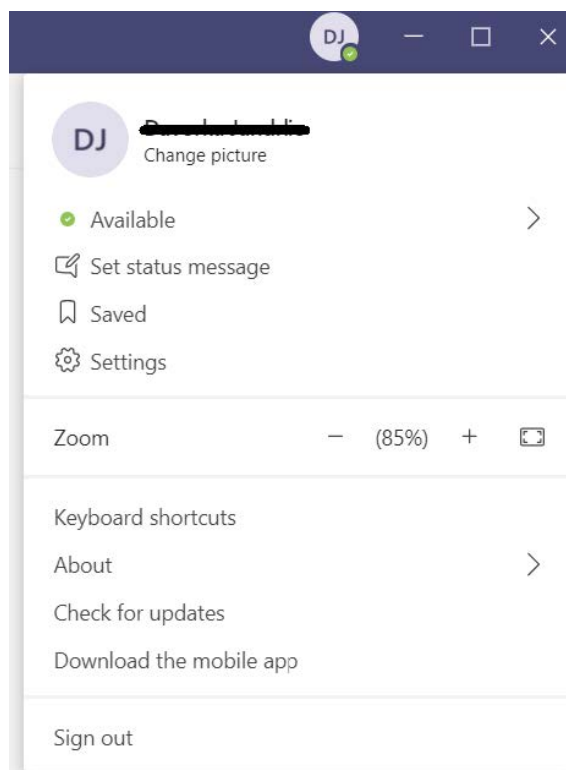 DJ
DJ
Change picture
Available
Set status message
Saved
Settings
Zoom
(85%)
Keyboard shortcuts
About
Check for updates
Download the mobile app
Sign out